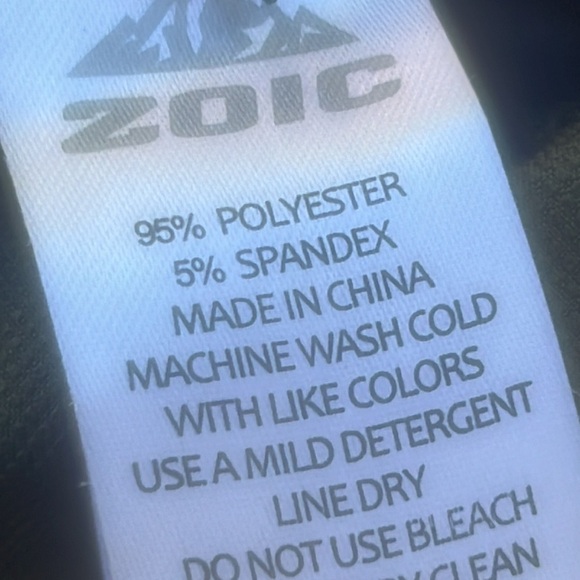 ZOIC
95% POLYESTER
5% SPANDEX
MADE IN CHINA
MACHINE WASH COLD
WITH LIKE COLORS
USE A MILD DETERGENT
LINE DRY
DO NOT USE BLEACH
CLEAN